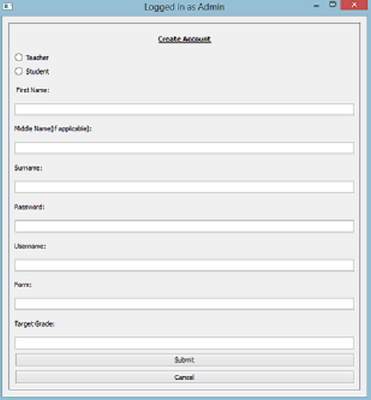 Logged in as Admin
Create Account
Teacher
Student
First Name:
Middle Name(if applicable):
Surname:
Password:
Username:
Form:
Target Grade:
Submit
Cancel